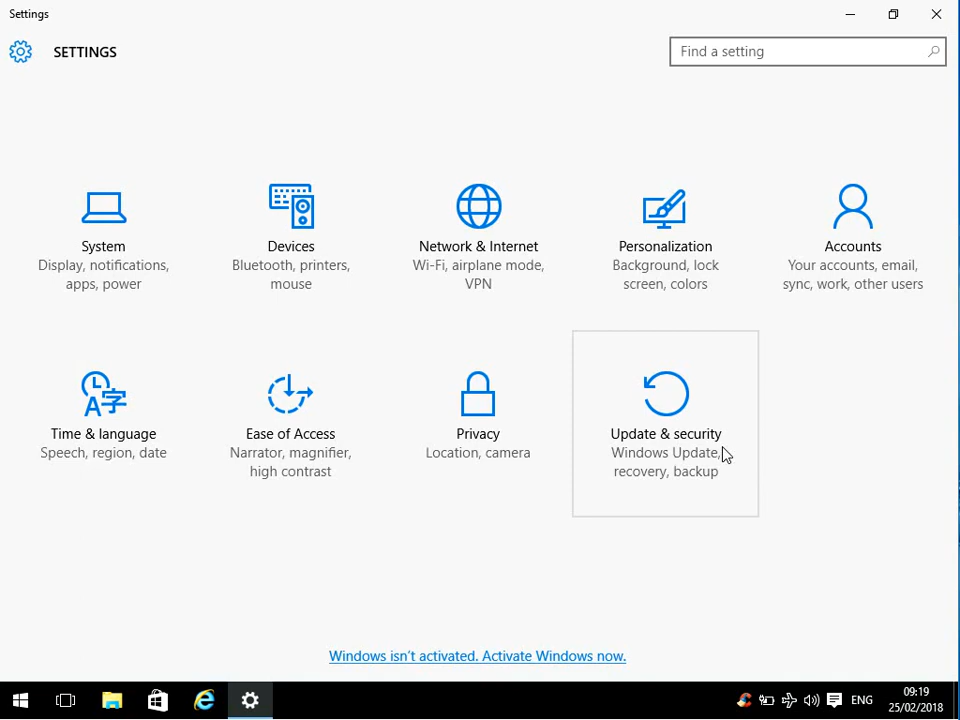 Settings
SETTINGS
Find a setting
System
Display, notifications,
apps, power
Devices
Bluetooth, printers,
mouse
Network & Internet
Wi-Fi, airplane mode,
VPN
Personalization
Background, lock
screen, colors
Accounts
Your accounts, email,
sync, work, other users
A字
Time & language
Speech, region, date
Ease of Access
Narrator, magnifier,
high contrast
Privacy
Location, camera
Update & security
Windows Update,
recovery, backup
Windows isn't activated. Activate Windows now.
ENG
09:19
25/02/2018